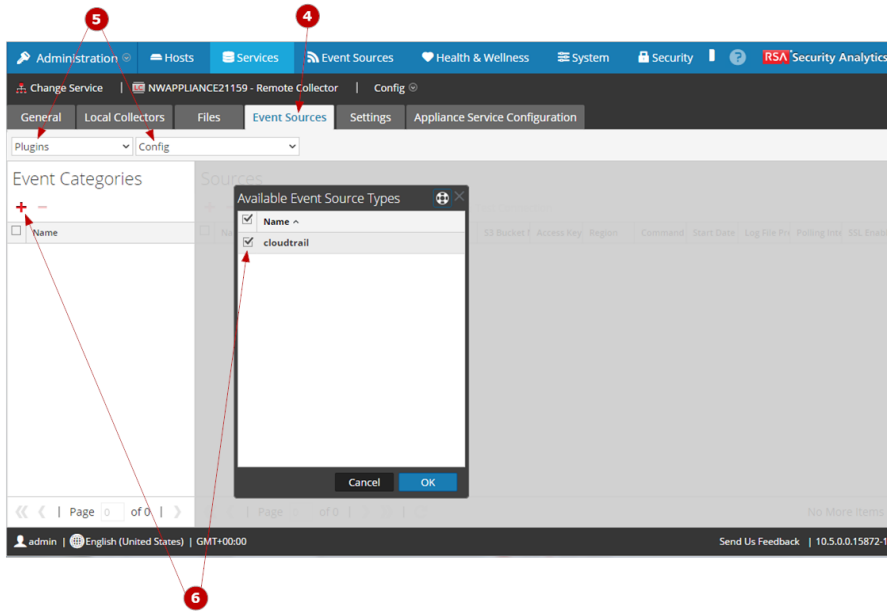 5 4
Administration Hosts Services Event Sources Health & Wellness System Security ? RSA Security Analytics
Change Service | NWAPPLIANCE21159 - Remote Collector | Config
General Local Collectors Files Event Sources Settings Appliance Service Configuration
Plugins Config
Event Categories Sources
Available Event Source Types
Name
cloudtrail
Name S3 Bucket Access Key Region Command Start Date Log File Polling SSL
Cancel OK
Page 0 of 0 | Page of 0 | No More Items
admin | English (United States) | GMT+00:00 Send Us Feedback | 10.5.0.0.15872-1
6